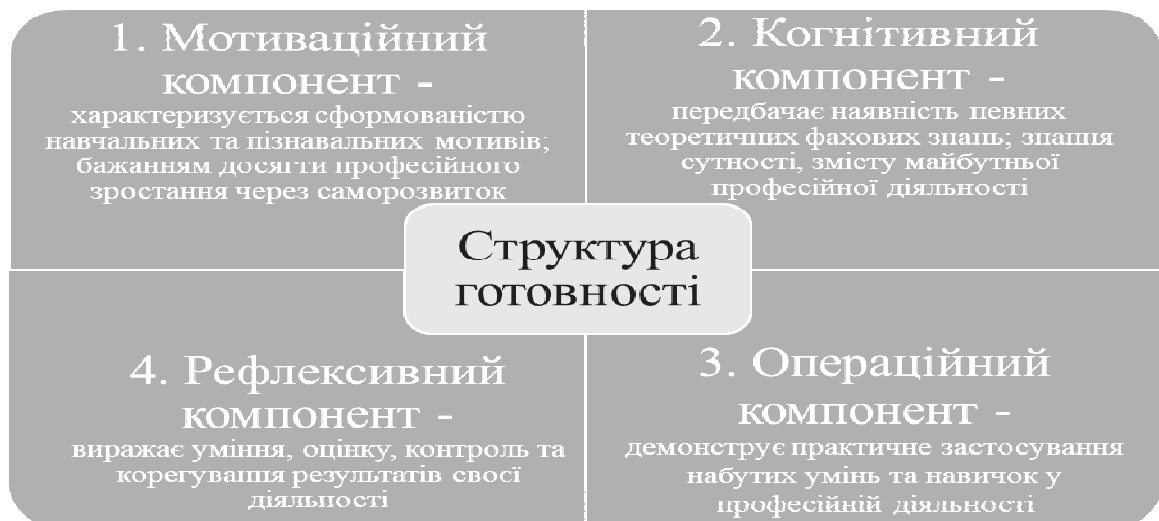 1. Мотиваційний
компонент -
характеризується сформованістю
навчальних та пізнавальних мотивів;
бажанням досягти професійного
зростання через саморозвиток
2. Когнітивний
компонент -
передбачає наявність певних
теоретичних фахових знань; знання
сутності, змісту майбутньої
професійної діяльності
Структура
готовності
4. Рефлексивний
компонент -
виражає уміння, оцінку, контроль та
корегування результатів своєї
діяльності
3. Операційний
компонент -
демонструє практичне застосування
набутих умінь та навичок у
професійній діяльності